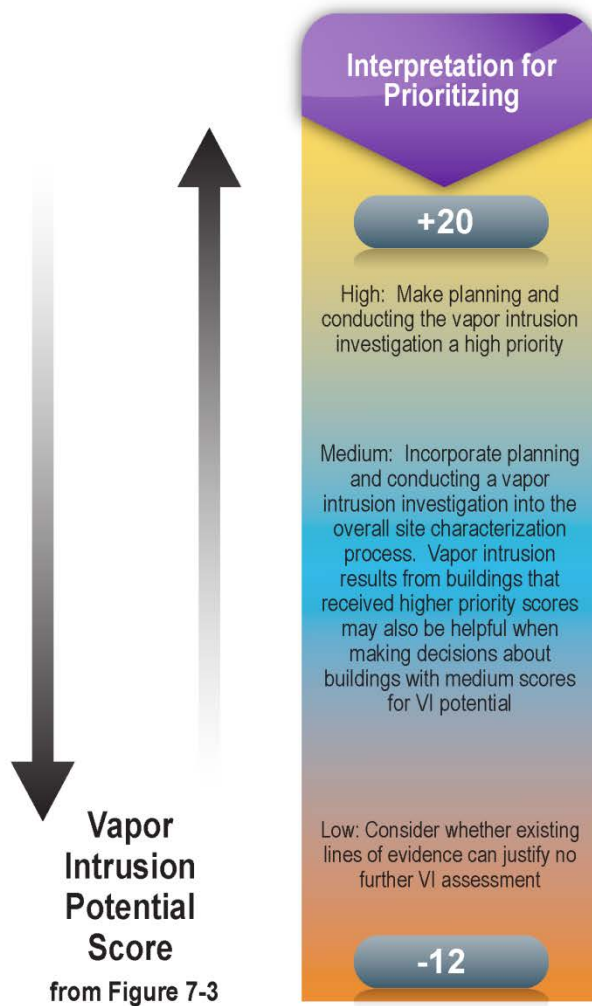 Interpretation for
Prioritizing
+20
High: Make planning and
conducting the vapor intrusion
investigation a high priority
Medium: Incorporate planning
and conducting a vapor
intrusion investigation into the
overall site characterization
process. Vapor intrusion
results from buildings that
received higher priority scores
may also be helpful when
making decisions about
buildings with medium scores
for VI potential
Low: Consider whether existing
lines of evidence can justify no
further VI assessment
-12
Vapor
Intrusion
Potential
Score
from Figure 7-3